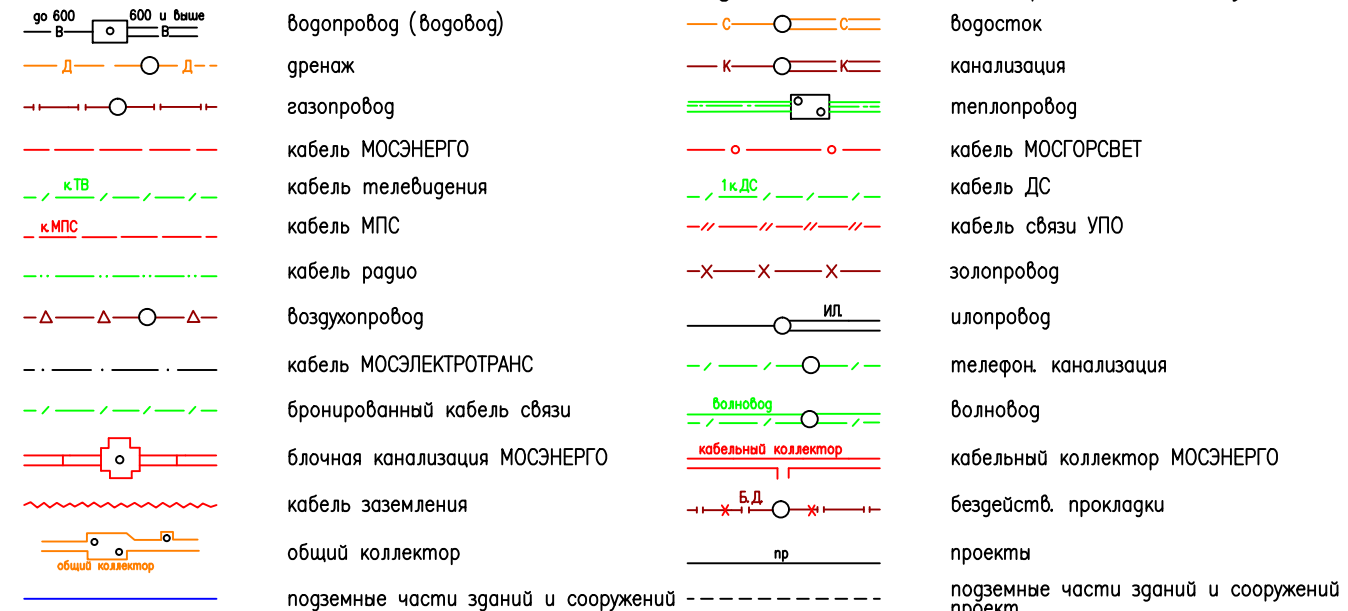 до 600 600 и выше
В В водопровод (водовод)
С С водосток
Д Д дренаж
К К канализация
газопровод
теплопровод
кабель МОСЭНЕРГО
кабель МОСГОРСВЕТ
к.ТВ кабель телевидения
1 к.ДС кабель ДС
к.МПС кабель МПС
кабель связи УПО
кабель радио
золопровод
воздухопровод
ИЛ. илопровод
кабель МОСЭЛЕКТРОТРАНС
телефон. канализация
бронированный кабель связи
волновод волновод
блочная канализация МОСЭНЕРГО
кабельный коллектор кабельный коллектор МОСЭНЕРГО
кабель заземления
Б.Д. бездейств. прокладки
общий коллектор общий коллектор
пр проекты
подземные части зданий и сооружений
подземные части зданий и сооружений
проект